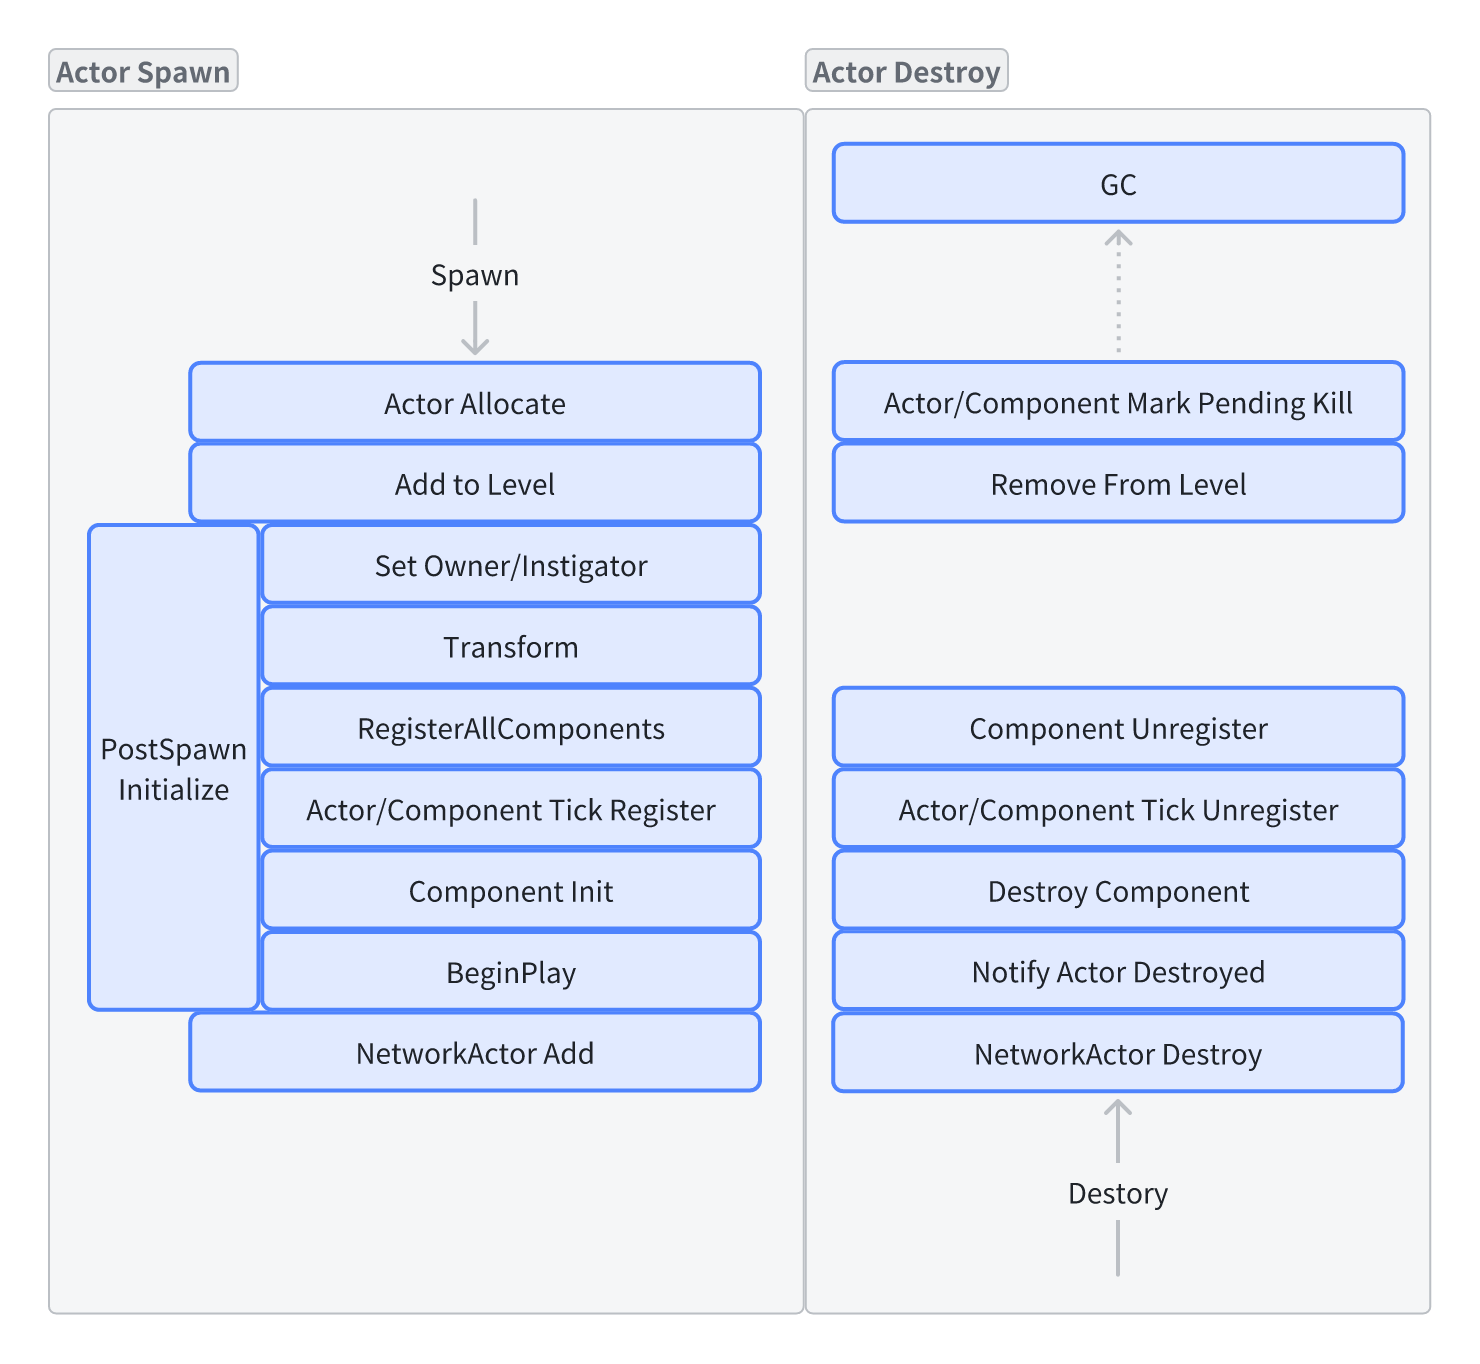 Actor Spawn
Spawn
Actor Allocate
Add to Level
PostSpawn
Initialize
Set Owner/Instigator
Transform
RegisterAllComponents
Actor/Component Tick Register
Component Init
BeginPlay
NetworkActor Add
Actor Destroy
GC
Actor/Component Mark Pending Kill
Remove From Level
Component Unregister
Actor/Component Tick Unregister
Destroy Component
Notify Actor Destroyed
NetworkActor Destroy
Destory